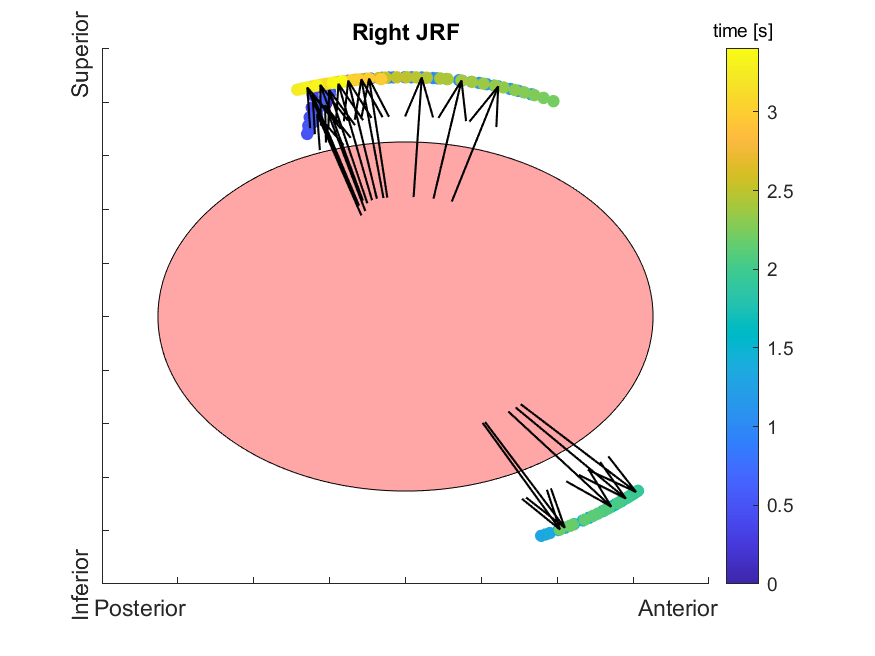 Right JRF
time [s]
Superior
Inferior
Posterior
Anterior
3
2.5
2
1.5
1
0.5
0